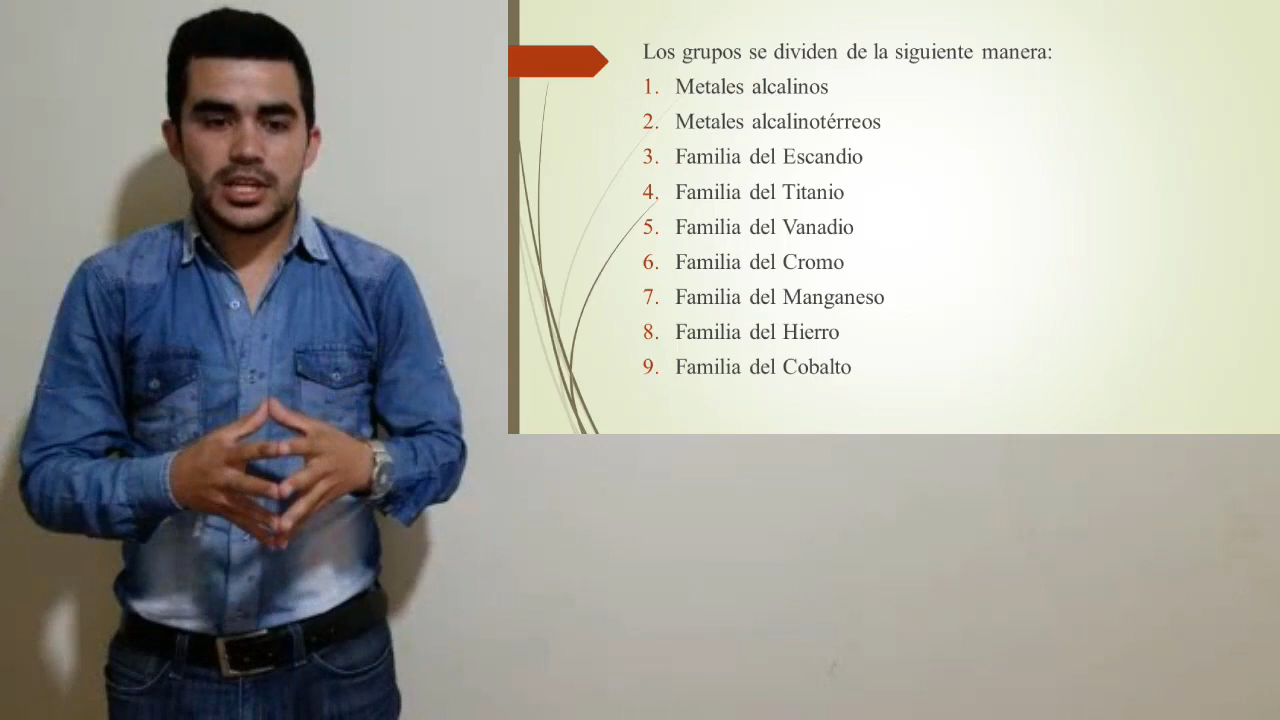 Los grupos se dividen de la siguiente manera:
1. Metales alcalinos
2. Metales alcalinotérreos
3. Familia del Escandio
4. Familia del Titanio
5. Familia del Vanadio
6. Familia del Cromo
7. Familia del Manganeso
8. Familia del Hierro
9. Familia del Cobalto